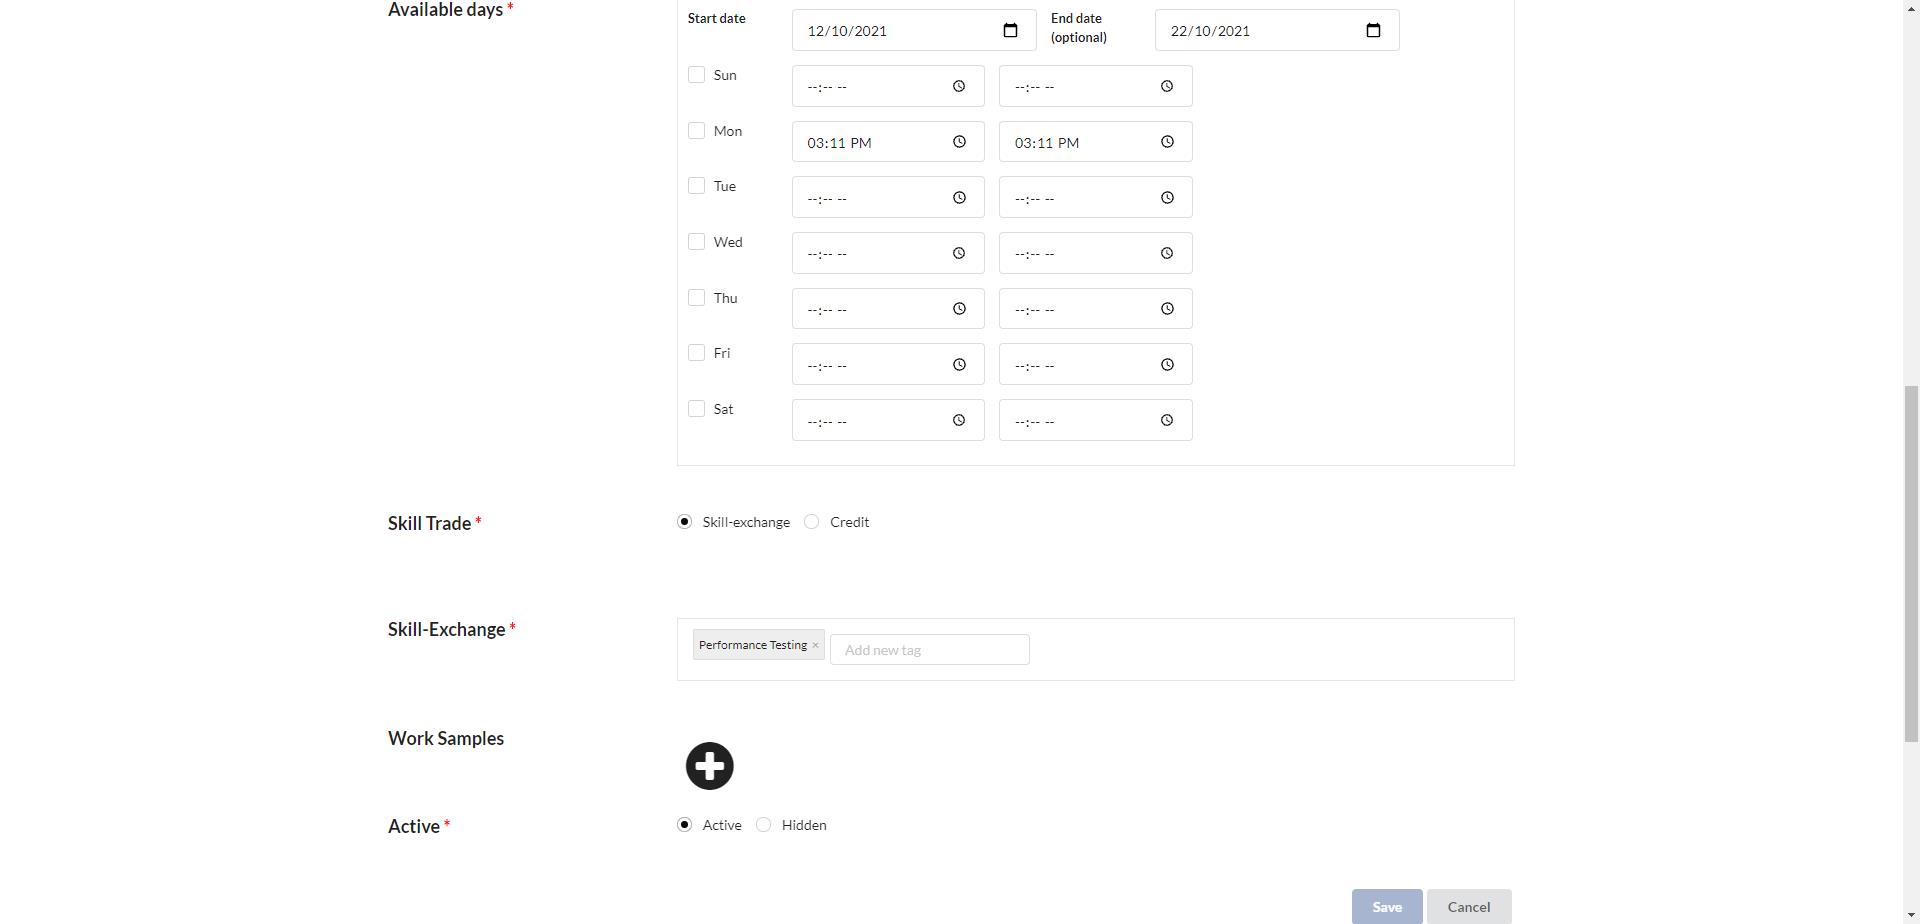 Available days *
Start date 12/10/2021 End date (optional) 22/10/2021
Sun --:-- -- --:-- --
Mon 03:11 PM 03:11 PM
Tue --:-- -- --:-- --
Wed --:-- -- --:-- --
Thu --:-- -- --:-- --
Fri --:-- -- --:-- --
Sat --:-- -- --:-- --
Skill Trade * Skill-exchange Credit
Skill-Exchange * Performance Testing × Add new tag
Work Samples
Active * Active Hidden
Save Cancel